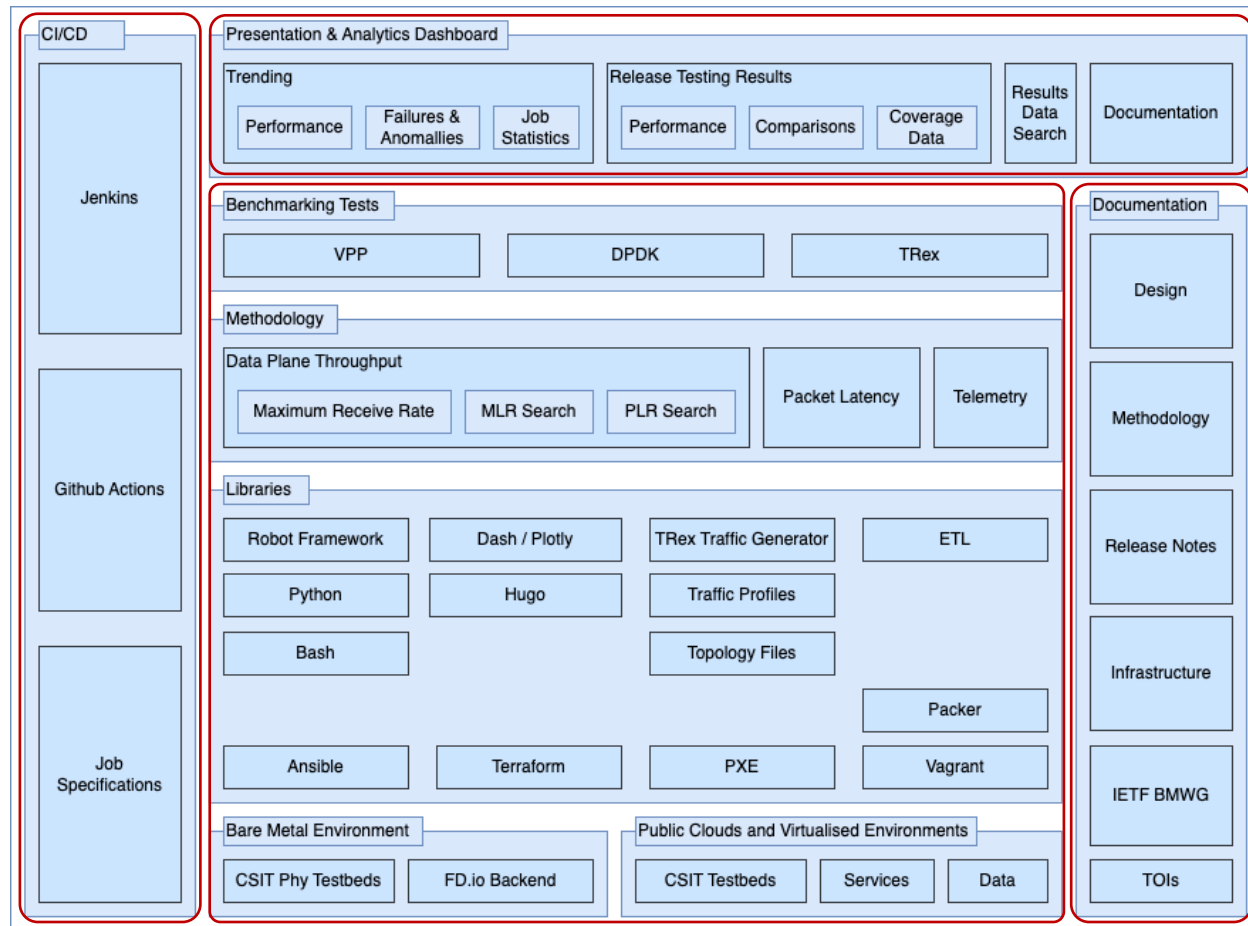 CI/CD
Jenkins
Github Actions
Job
Specifications
Presentation & Analytics Dashboard
Trending
Performance
Failures &
Anomallies
Job
Statistics
Release Testing Results
Performance
Comparisons
Coverage
Data
Results
Data
Search
Documentation
Benchmarking Tests
VPP
DPDK
TRex
Methodology
Data Plane Throughput
Maximum Receive Rate
MLR Search
PLR Search
Packet Latency
Telemetry
Libraries
Robot Framework
Dash / Plotly
TRex Traffic Generator
ETL
Python
Hugo
Traffic Profiles
Bash
Topology Files
Packer
Ansible
Terraform
PXE
Vagrant
Bare Metal Environment
CSIT Phy Testbeds
FD.io Backend
Public Clouds and Virtualised Environments
CSIT Testbeds
Services
Data
Documentation
Design
Methodology
Release Notes
Infrastructure
IETF BMWG
TOIs